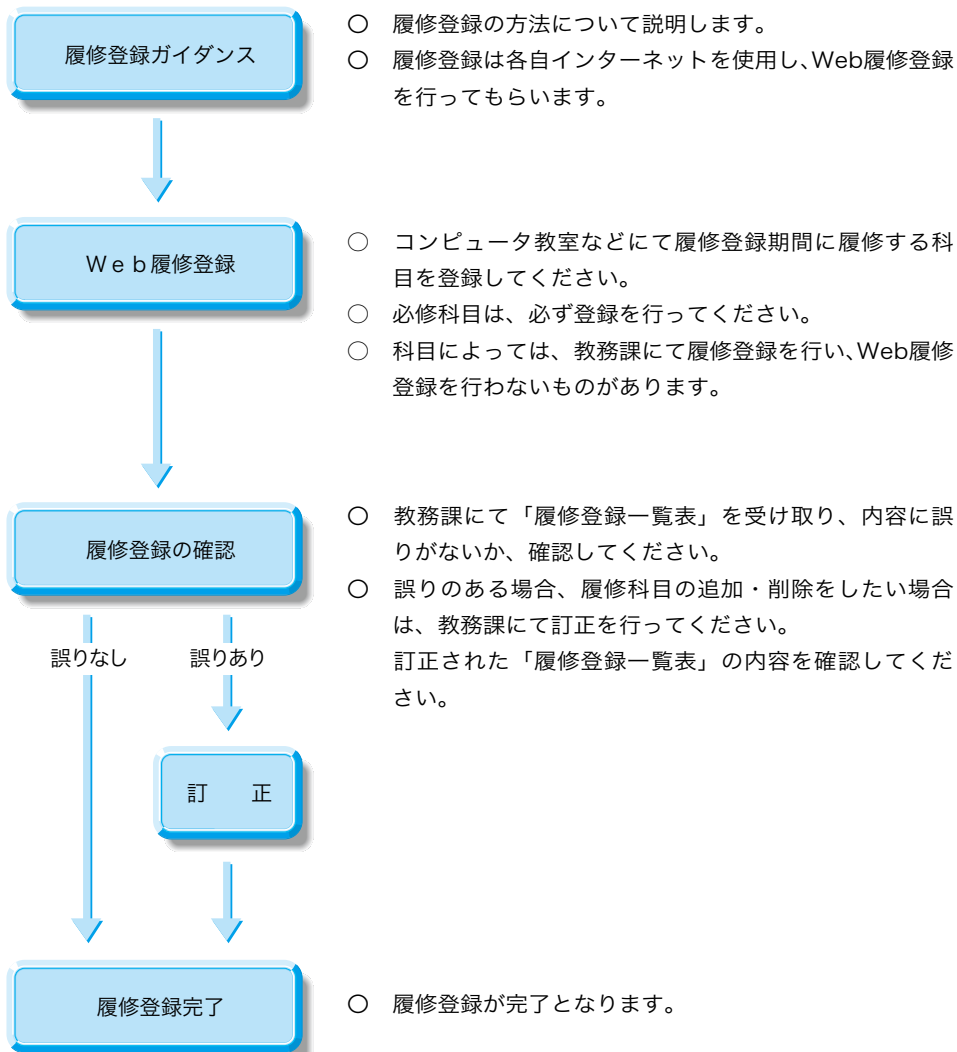 履修登録ガイダンス
○ 履修登録の方法について説明します。
○ 履修登録は各自インターネットを使用し、Web履修登録
を行ってもらいます。
Ｗｅｂ履修登録
○ コンピュータ教室などにて履修登録期間に履修する科
目を登録してください。
○ 必修科目は、必ず登録を行ってください。
○ 科目によっては、教務課にて履修登録を行い、Web履修
登録を行わないものがあります。
履修登録の確認
○ 教務課にて「履修登録一覧表」を受け取り、内容に誤
りがないか、確認してください。
○ 誤りのある場合、履修科目の追加・削除をしたい場合
は、教務課にて訂正を行ってください。
訂正された「履修登録一覧表」の内容を確認してくだ
さい。
誤りなし 誤りあり
訂　正
履修登録完了
○ 履修登録が完了となります。